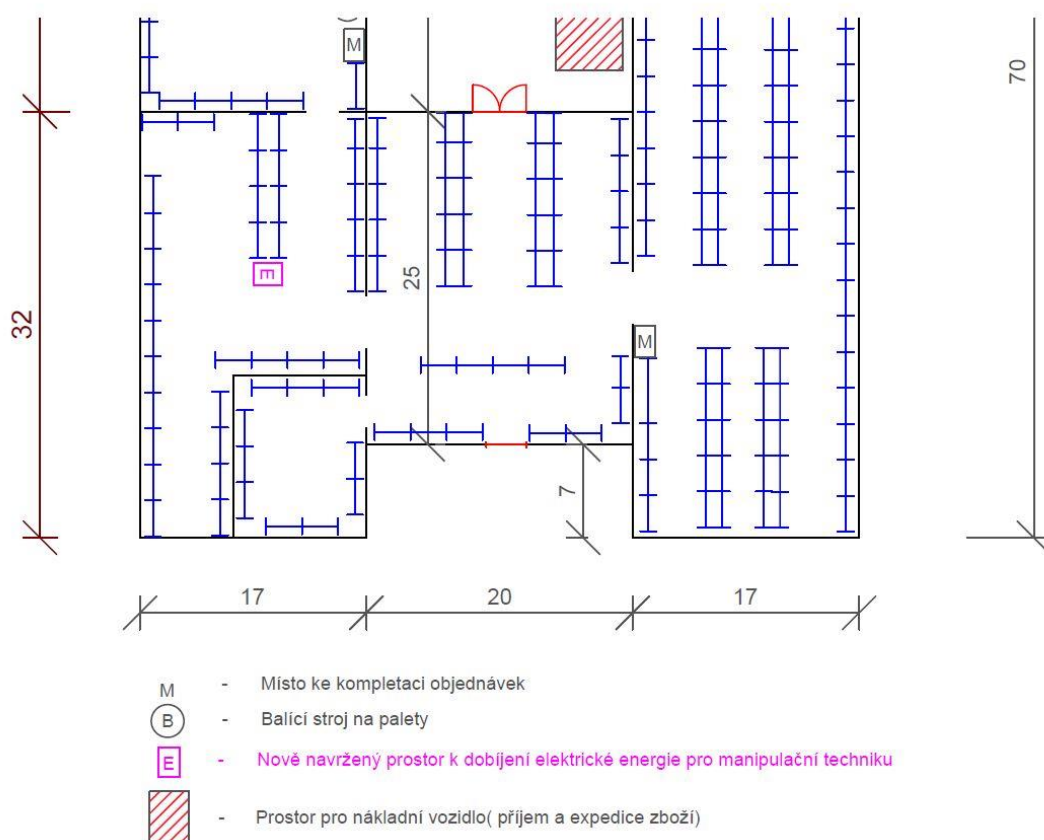 M
70
32
25
E
M
7
17
20
17
M - Místo ke kompletaci objednávek
B - Balící stroj na palety
E - Nově navržený prostor k dobíjení elektrické energie pro manipulační techniku
- Prostor pro nákladní vozidlo( příjem a expedice zboží)